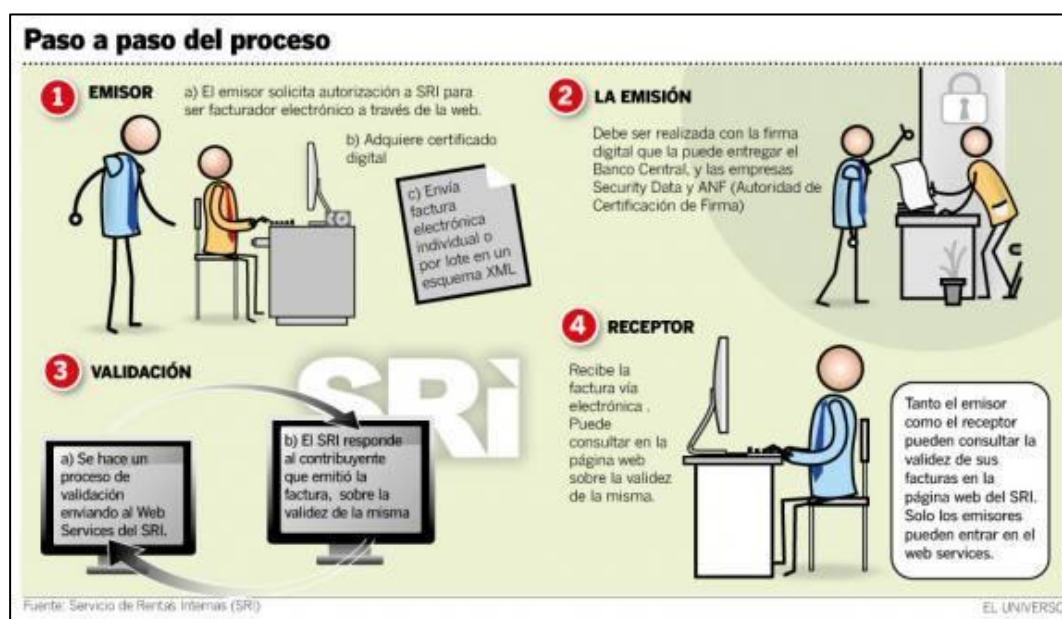 Paso a paso del proceso
1
EMISOR
a) El emisor solicita autorización a SRI para
ser facturador electrónico a través de la web.
b) Adquiere certificado
digital
c) Envía
factura
electrónica
individual o
por lote en un
esquema XML
2
LA EMISIÓN
Debe ser realizada con la firma
digital que la puede entregar el
Banco Central, y las empresas
Security Data y ANF (Autoridad de
Certificación de Firma)
3
VALIDACIÓN
SRi
a) Se hace un
proceso de
validación
enviando al Web
Services del SRI.
b) El SRI responde
al contribuyente
que emitió la
factura, sobre la
validez de la misma
4
RECEPTOR
Recibe la
factura vía
electrónica .
Puede
consultar en la
página web
sobre la validez
de la misma.
Tanto el emisor
como el receptor
pueden consultar la
validez de sus
facturas en la
página web del SRI.
Solo los emisores
pueden entrar en el
web services.
Fuente: Servicio de Rentas Internas (SRI)
EL UNIVERSO